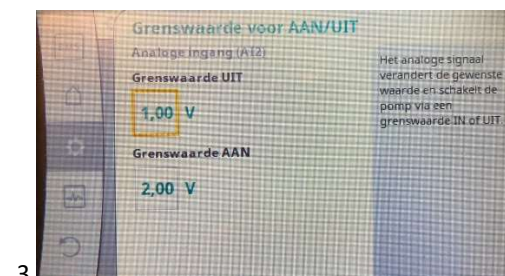 Grenswaarde voor AAN/UIT
Analoge ingang (AI2)
Grenswaarde UIT
1,00 V
Grenswaarde AAN
2,00 V
Het analoge signaal
verandert de gewenste
waarde en schakelt de
pomp via een
grenswaarde IN of UIT.
3